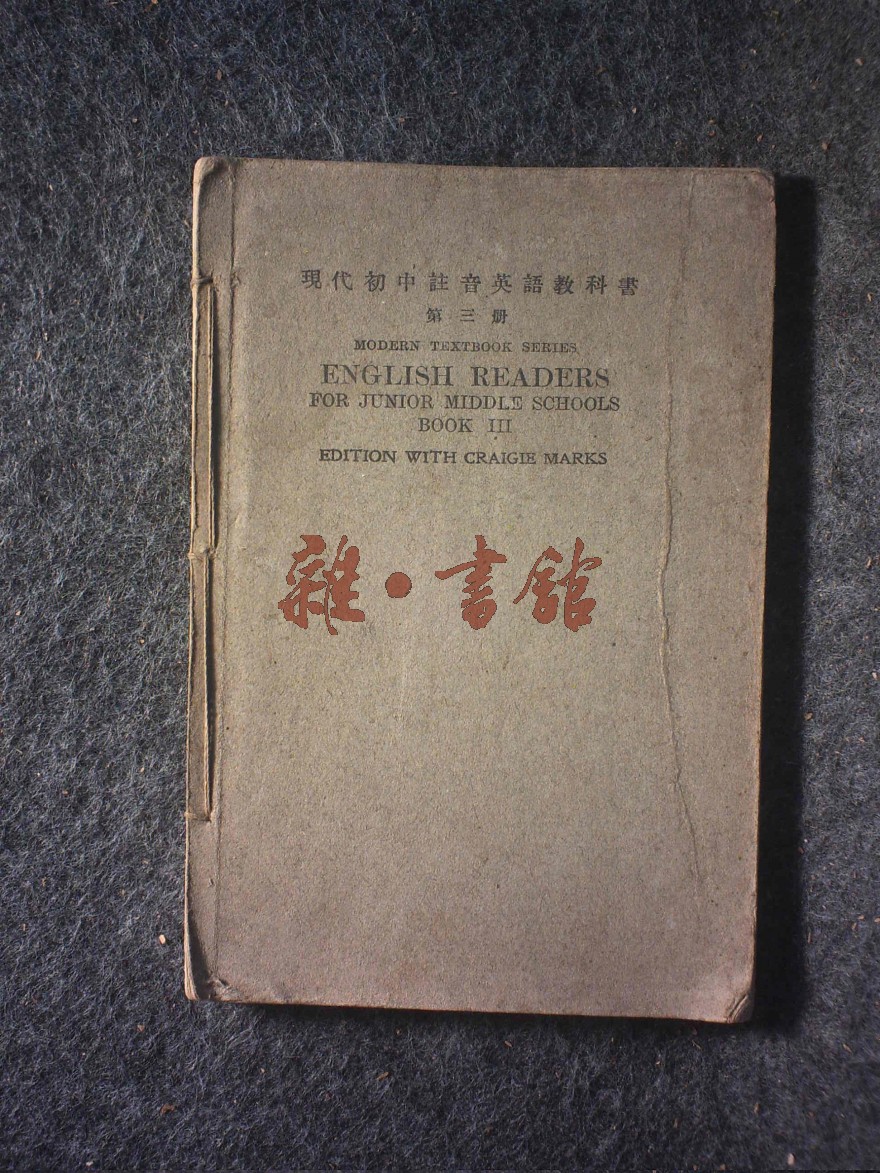 現代初中註音英語教科書
第三册
MODERN TEXTBOOK SERIES
ENGLISH READERS
FOR JUNIOR MIDDLE SCHOOLS
BOOK III
EDITION WITH CRAIGIE MARKS
雜·書館